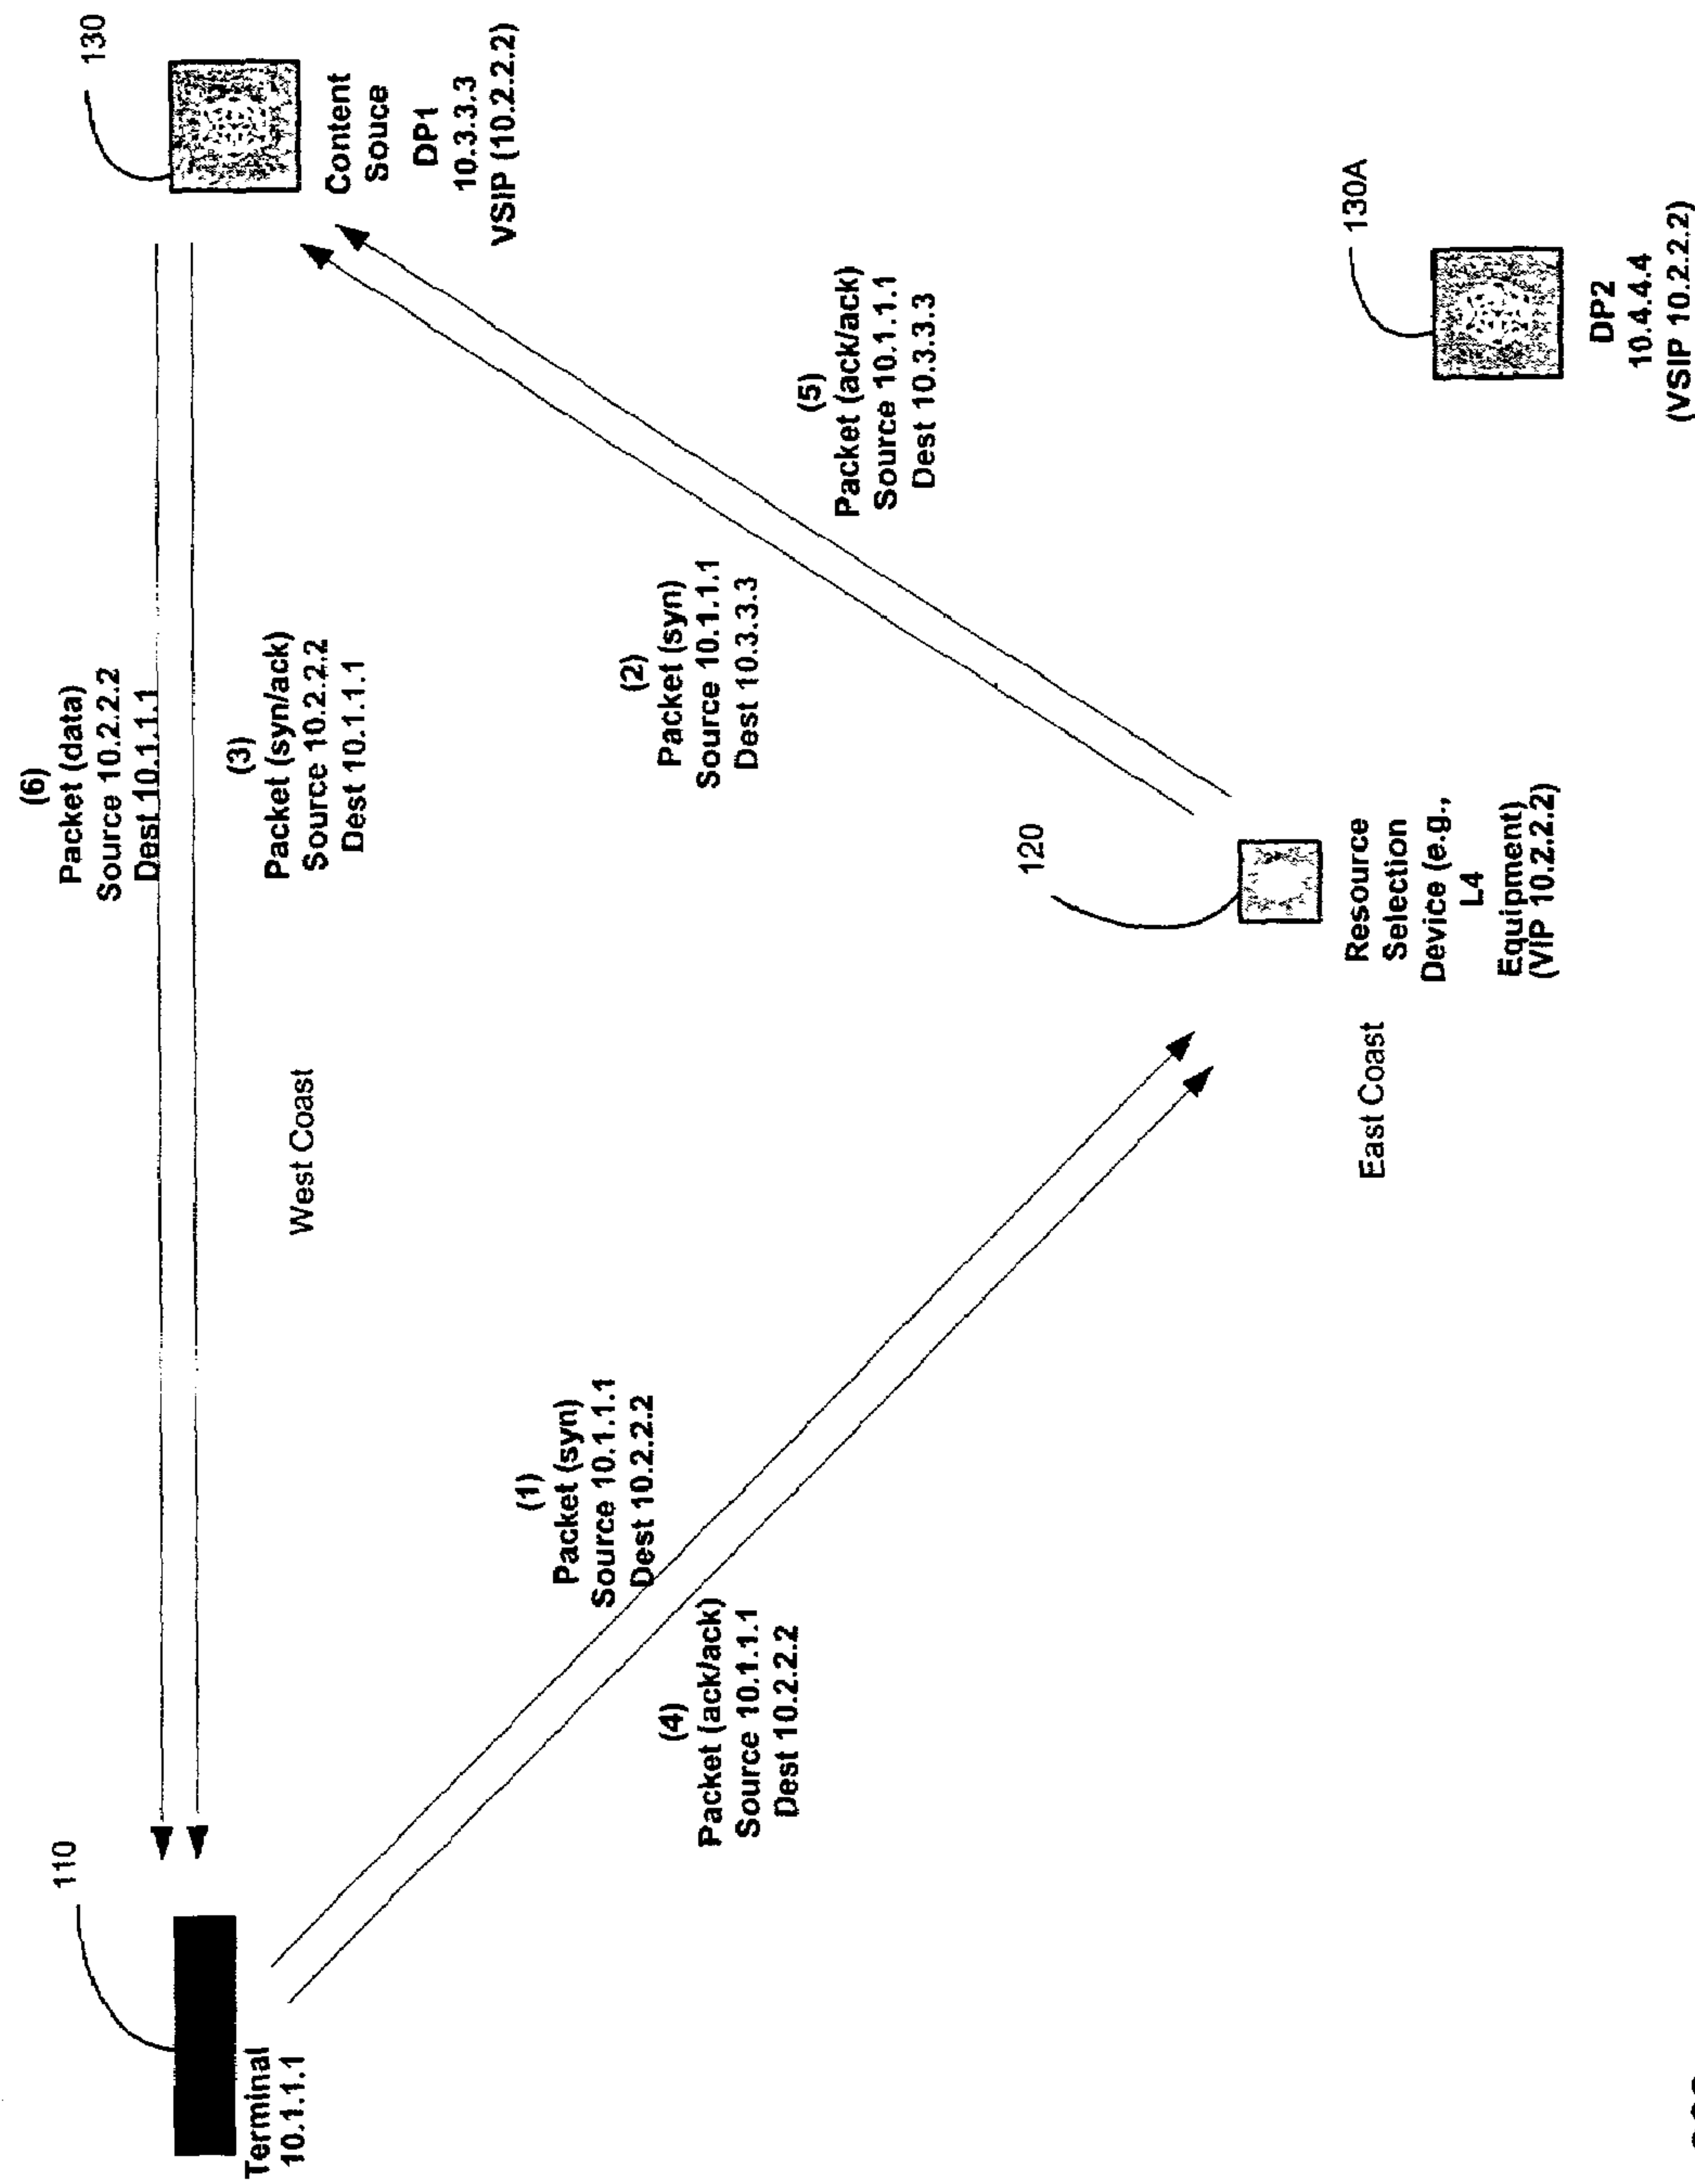 110
Terminal
10.1.1.1
(6)
Packet (data)
Source 10.2.2.2
Dest 10.1.1.1
(3)
Packet (syn/ack)
Source 10.2.2.2
Dest 10.1.1.1
West Coast
130
Content
Souce
DP1
10.3.3.3
VSIP (10.2.2.2)
(1)
Packet (syn)
Source 10.1.1.1
Dest 10.2.2.2
(4)
Packet (ack/ack)
Source 10.1.1.1
Dest 10.2.2.2
(2)
Packet (syn)
Source 10.1.1.1
Dest 10.3.3.3
(5)
Packet (ack/ack)
Source 10.1.1.1
Dest 10.3.3.3
120
Resource
Selection
Device (e.g.,
L4
Equipment)
(VIP 10.2.2.2)
East Coast
130A
DP2
10.4.4.4
(VSIP 10.2.2.2)